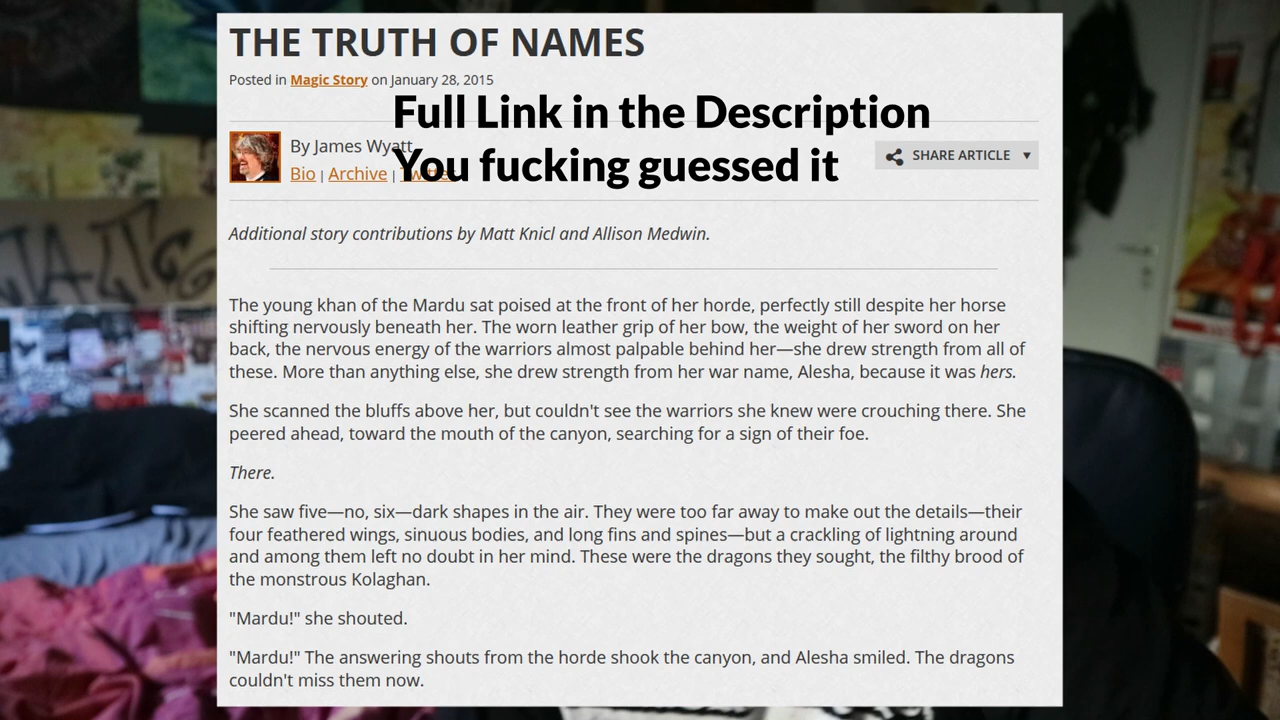 THE TRUTH OF NAMES
Posted in Magic Story on January 28, 2015
Full Link in the Description
By James Wyatt
You fucking guessed it
SHARE ARTICLE
Bio | Archive |
Additional story contributions by Matt Knicl and Allison Medwin.
The young khan of the Mardu sat poised at the front of her horde, perfectly still despite her horse
shifting nervously beneath her. The worn leather grip of her bow, the weight of her sword on her
back, the nervous energy of the warriors almost palpable behind her—she drew strength from all of
these. More than anything else, she drew strength from her war name, Alesha, because it was hers.
She scanned the bluffs above her, but couldn't see the warriors she knew were crouching there. She
peered ahead, toward the mouth of the canyon, searching for a sign of their foe.
There.
She saw five—no, six—dark shapes in the air. They were too far away to make out the details—their
four feathered wings, sinuous bodies, and long fins and spines—but a crackling of lightning around
and among them left no doubt in her mind. These were the dragons they sought, the filthy brood of
the monstrous Kolaghan.
"Mardu!" she shouted.
"Mardu!" The answering shouts from the horde shook the canyon, and Alesha smiled. The dragons
couldn't miss them now.